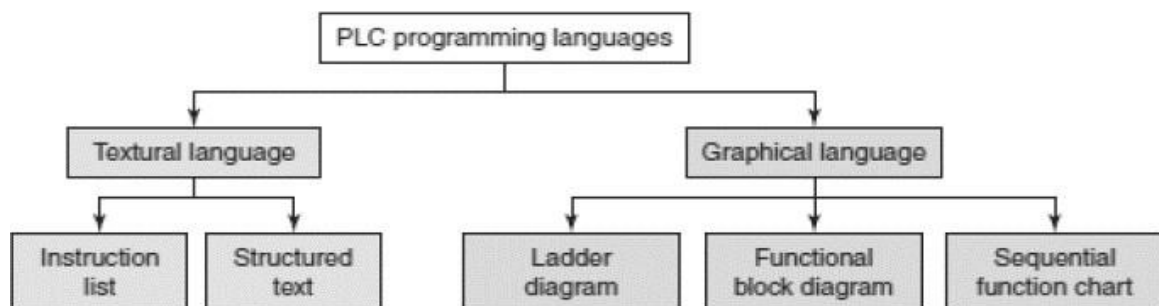 PLC programming languages
Textural language
Graphical language
Instruction
list
Structured
text
Ladder
diagram
Functional
block diagram
Sequential
function chart